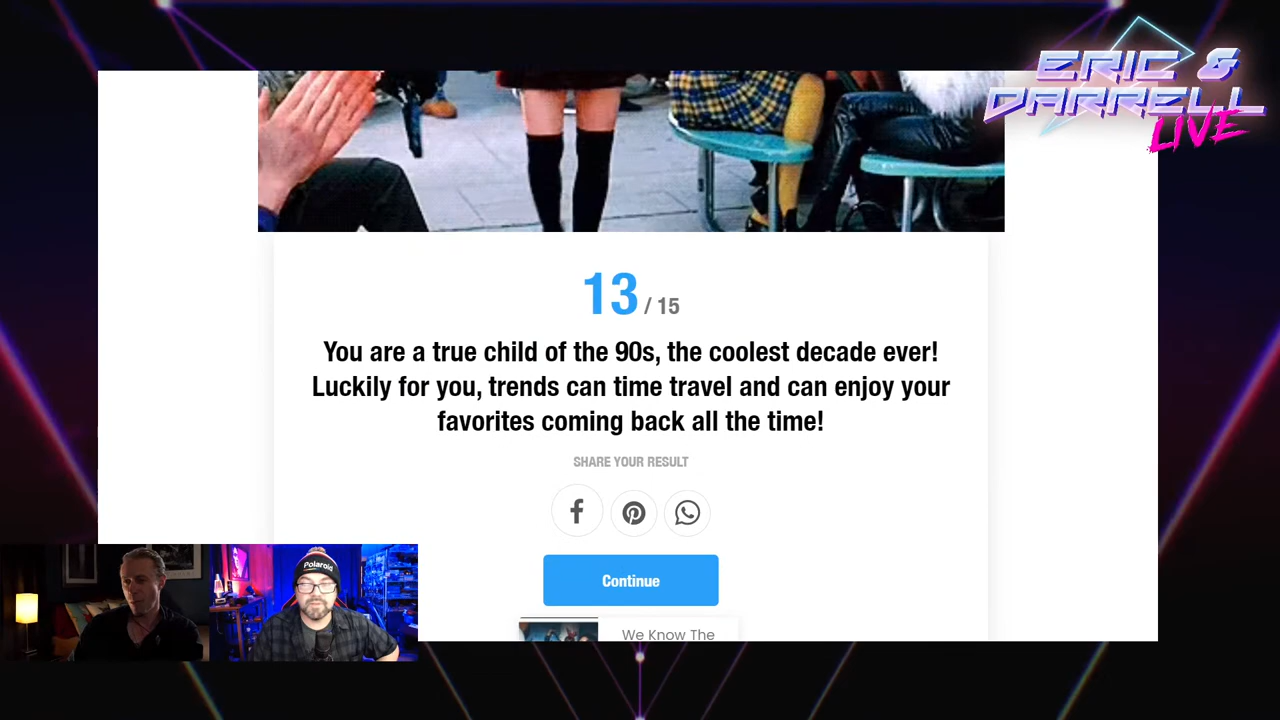 ERIC &
DARRELL
LIVE
13 / 15
You are a true child of the 90s, the coolest decade ever!
Luckily for you, trends can time travel and can enjoy your
favorites coming back all the time!
SHARE YOUR RESULT
Continue
We Know The
Polaroid